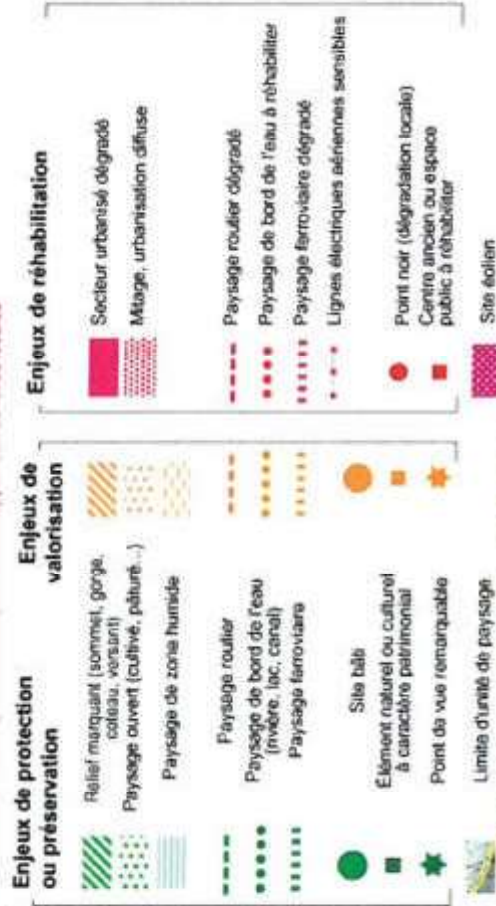 Enjeux de protection
ou préservation
Relief marquant (sommet, gorge,
coteau, versant)
Paysage ouvert (cultivé, pâturé...)
Paysage de zone humide
Paysage routier
Paysage de bord de l'eau
(rivière, lac, canal)
Paysage ferroviaire
Site bâti
Élément naturel ou culturel
à caractère patrimonial
Point de vue remarquable
Limite d'unité de paysage
Enjeux de
valorisation
Enjeux de réhabilitation
Secteur urbanisé dégradé
Mitage, urbanisation diffuse
Paysage routier dégradé
Paysage de bord de l'eau à réhabiliter
Paysage ferroviaire dégradé
Lignes électriques aériennes sensibles
Point noir (dégradation locale)
Centre ancien ou espace
public à réhabiliter
Site éolien